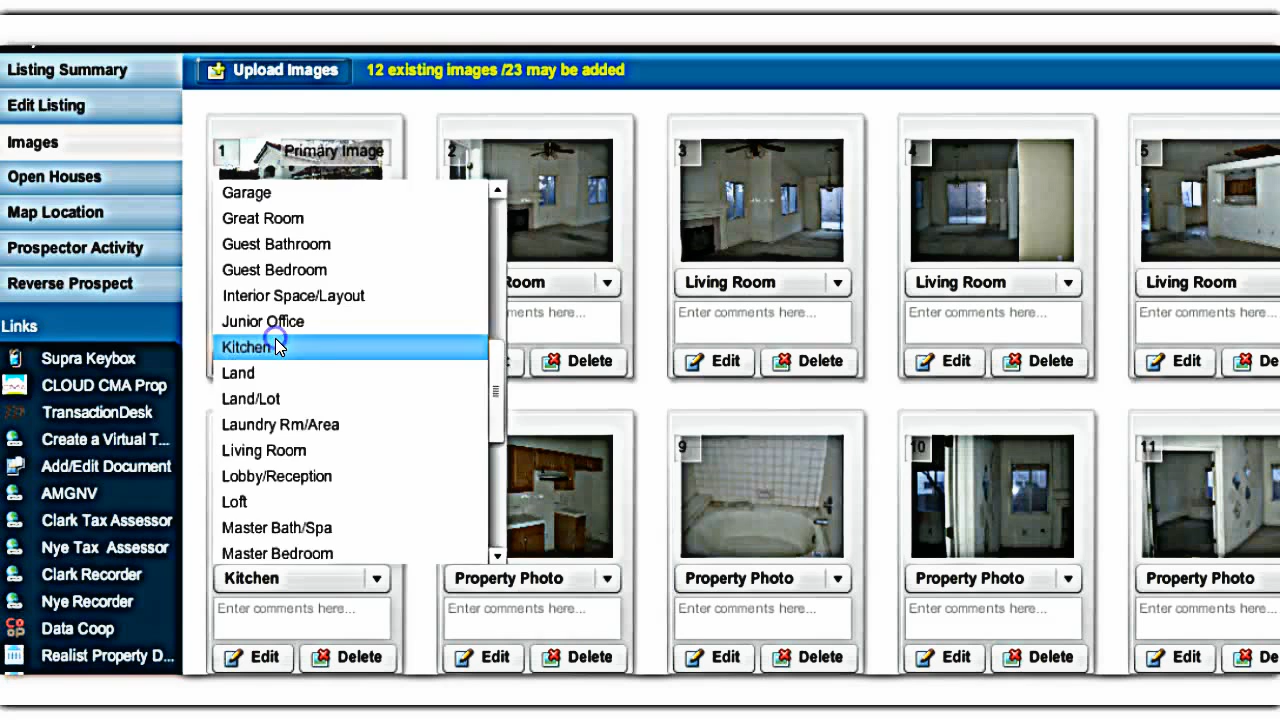 Listing Summary
Edit Listing
Images
Open Houses
Map Location
Prospector Activity
Reverse Prospect
Links
Supra Keybox
CLOUD CMA Prop
TransactionDesk
Create a Virtual T...
Add/Edit Document
AMGNV
Clark Tax Assessor
Nye Tax Assessor
Clark Recorder
Nye Recorder
Data Coop
Realist Property D...
Upload Images 12 existing images /23 may be added
1 Primary Image
2
3
4
5
Garage
Great Room
Guest Bathroom
Guest Bedroom
Interior Space/Layout
Junior Office
Kitchen
Land
Land/Lot
Laundry Rm/Area
Living Room
Lobby/Reception
Loft
Master Bath/Spa
Master Bedroom
Room
Living Room
Living Room
Living Room
ments here...
Enter comments here...
Enter comments here...
Enter comments here...
Delete
Edit Delete
Edit Delete
Edit De
9
10
11
Kitchen
Property Photo
Property Photo
Property Photo
Property Photo
Enter comments here...
Enter comments here...
Enter comments here...
Enter comments here...
Enter comments here...
Edit Delete
Edit Delete
Edit Delete
Edit Delete
Edit De